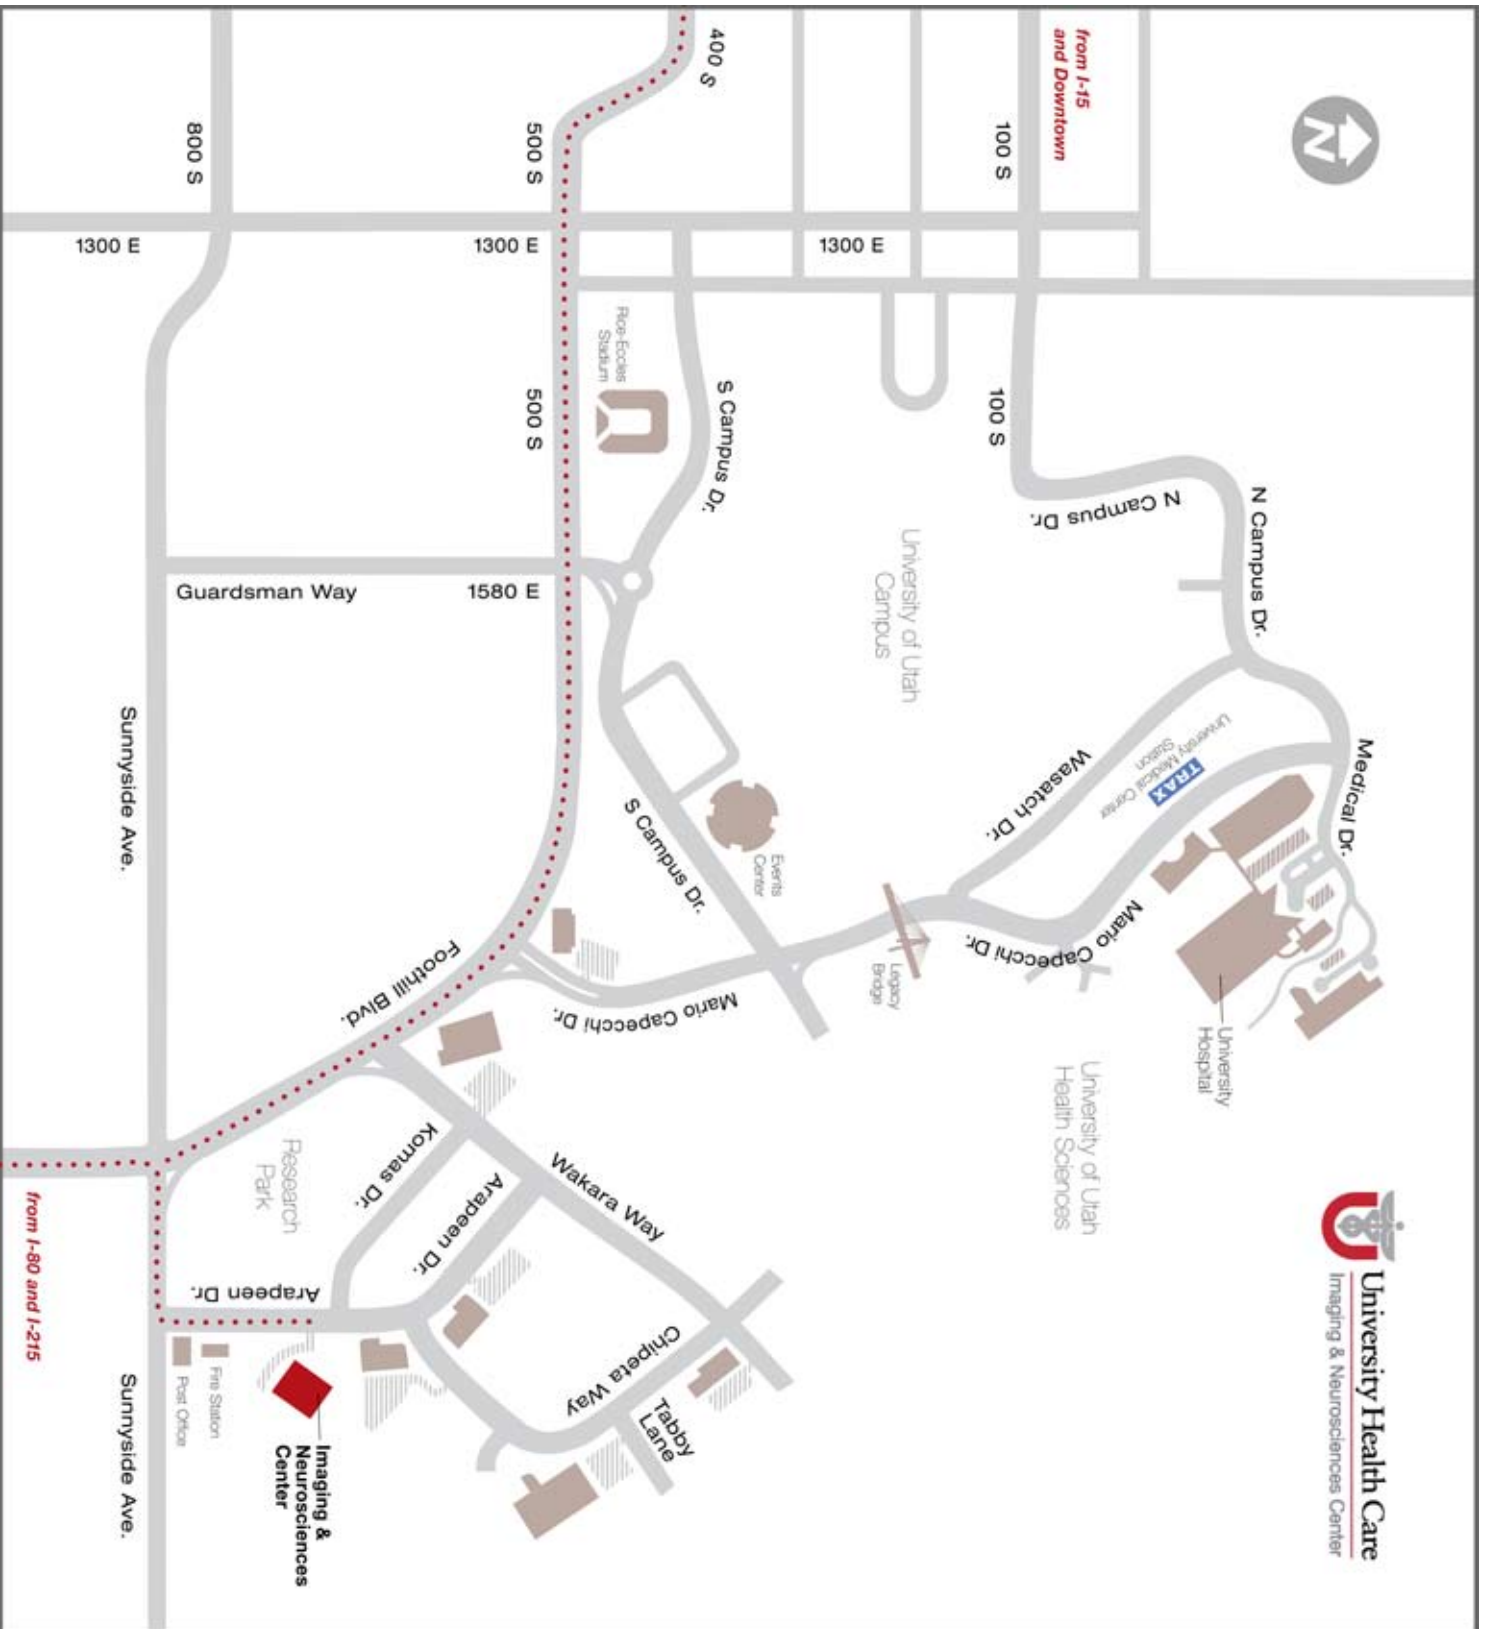 University Health Care
Imaging & Neurosciences Center
N
from I-15
and Downtown
400 S
100 S
500 S
800 S
1300 E
1300 E
1300 E
Rice-Eccles
Stadium
S Campus Dr.
100 S
500 S
N Campus Dr.
N Campus Dr.
University of Utah
Campus
Guardsman Way
1580 E
Medical Dr.
University Medical Center
Station
TRAX
Wasatch Dr.
Mario Capecchi Dr.
Sunnyside Ave.
S Campus Dr.
Events
Center
Legacy
Bridge
Mario Capecchi Dr.
Foothill Blvd.
University
Hospital
University of Utah
Health Sciences
Research
Park
Komas Dr.
Arapeen Dr.
Wakara Way
Arapeen Dr.
Chipeta Way
Tabby
Lane
from I-80 and I-215
Fire Station
Post Office
Sunnyside Ave.
Imaging &
Neurosciences
Center